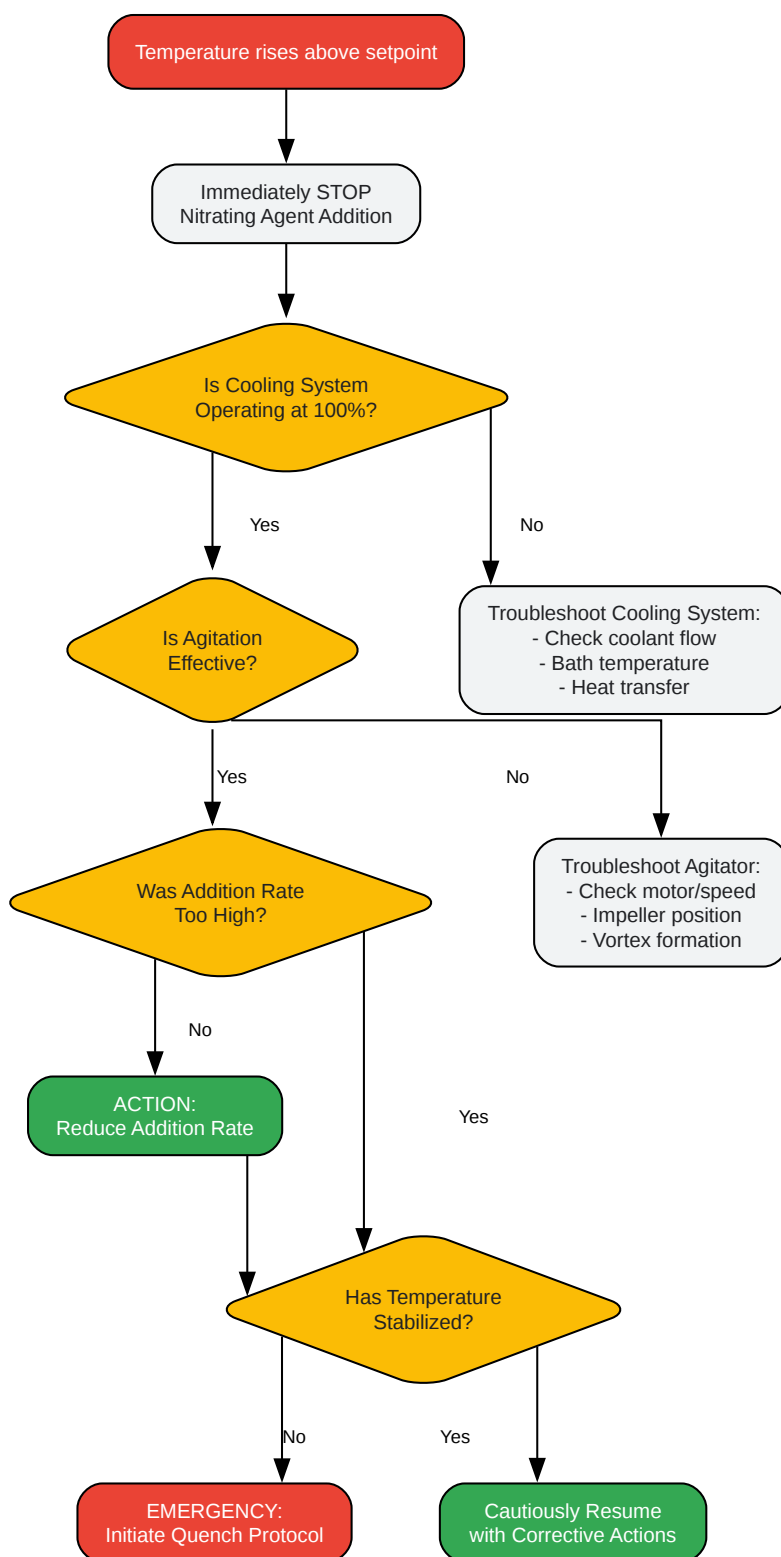 Temperature rises above setpoint
Immediately STOP
Nitrating Agent Addition
Is Cooling System
Operating at 100%?
Yes
No
Is Agitation
Effective?
Troubleshoot Cooling System:
- Check coolant flow
- Bath temperature
- Heat transfer
Yes
No
Was Addition Rate
Too High?
Troubleshoot Agitator:
- Check motor/speed
- Impeller position
- Vortex formation
No
ACTION:
Reduce Addition Rate
Yes
Has Temperature
Stabilized?
No
Yes
EMERGENCY:
Initiate Quench Protocol
Cautiously Resume
with Corrective Actions